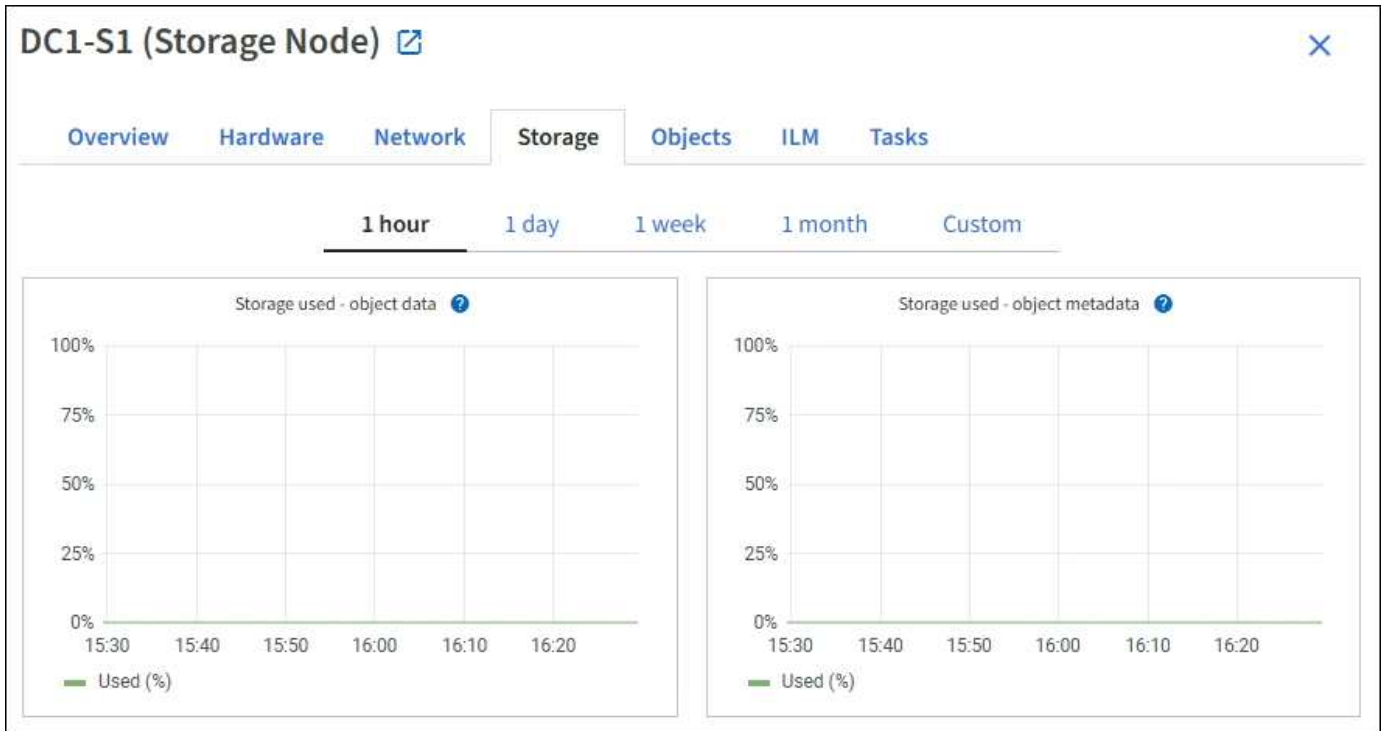 DC1-S1 (Storage Node)
Overview Hardware Network Storage Objects ILM Tasks
1 hour 1 day 1 week 1 month Custom
Storage used - object data ?
100%
75%
50%
25%
0%
15:30 15:40 15:50 16:00 16:10 16:20
Used (%)
Storage used - object metadata ?
100%
75%
50%
25%
0%
15:30 15:40 15:50 16:00 16:10 16:20
Used (%)